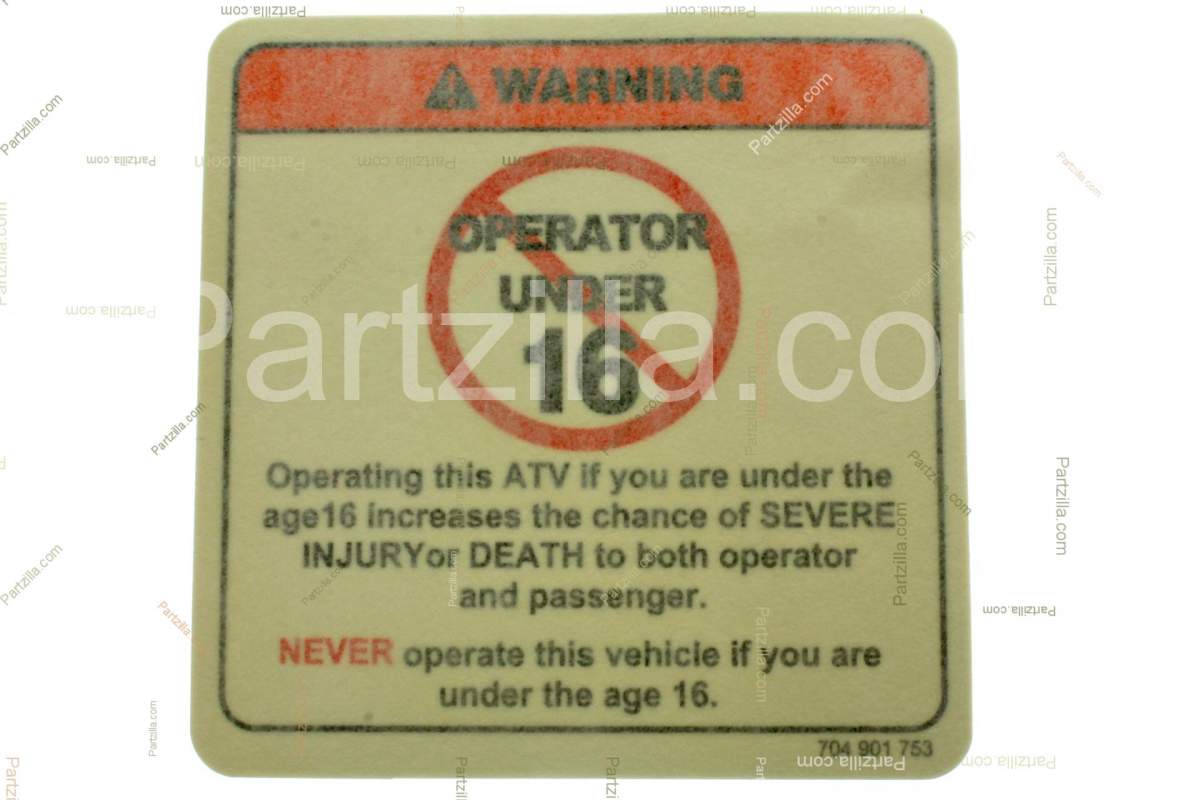 WARNING
OPERATOR
UNDER
16
Operating this ATV if you are under the
age16 increases the chance of SEVERE
INJURYor DEATH to both operator
and passenger.
NEVER operate this vehicle if you are
under the age 16.
704 901 753
Partzilla.com